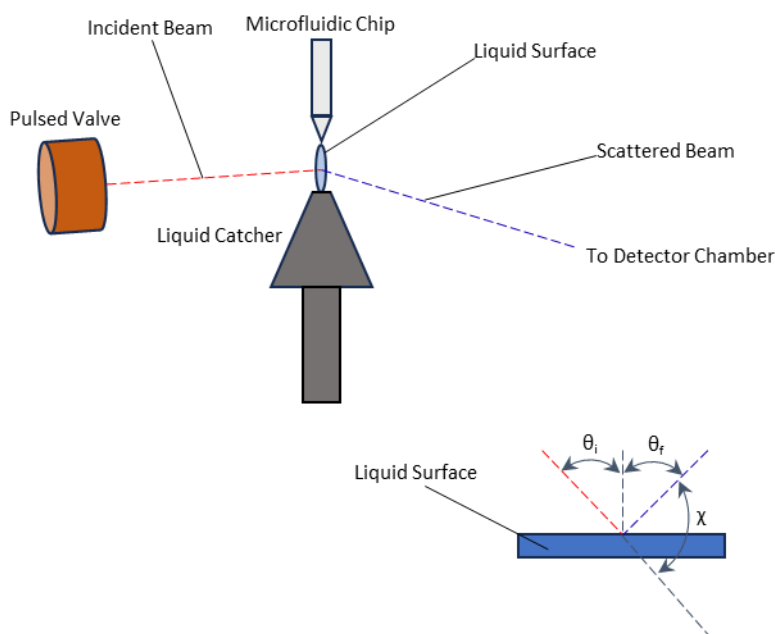 Incident Beam
Microfluidic Chip
Liquid Surface
Pulsed Valve
Scattered Beam
Liquid Catcher
To Detector Chamber
θi
θf
Liquid Surface
χ